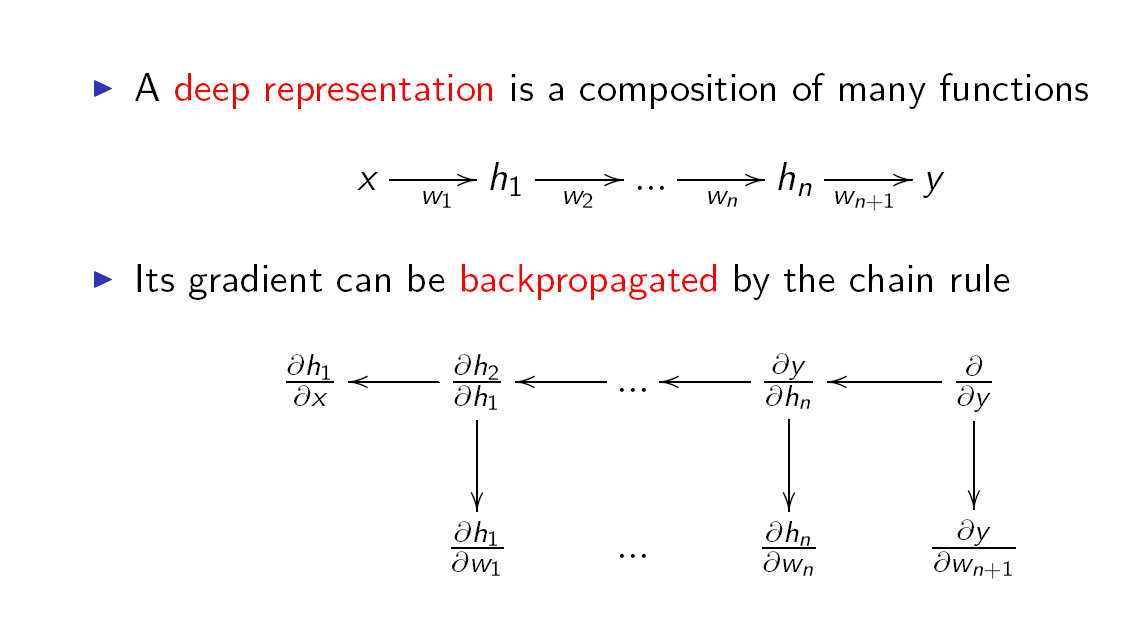 ▶ A deep representation is a composition of many functions
x → h₁ → ... → hₙ → y
w₁ w₂ wₙ wₙ₊₁
▶ Its gradient can be backpropagated by the chain rule
∂h₁/∂x ← ∂h₂/∂h₁ ← ... ← ∂y/∂hₙ ← ∂/∂y
∂h₁/∂w₁ ... ∂hₙ/∂wₙ ∂y/∂wₙ₊₁